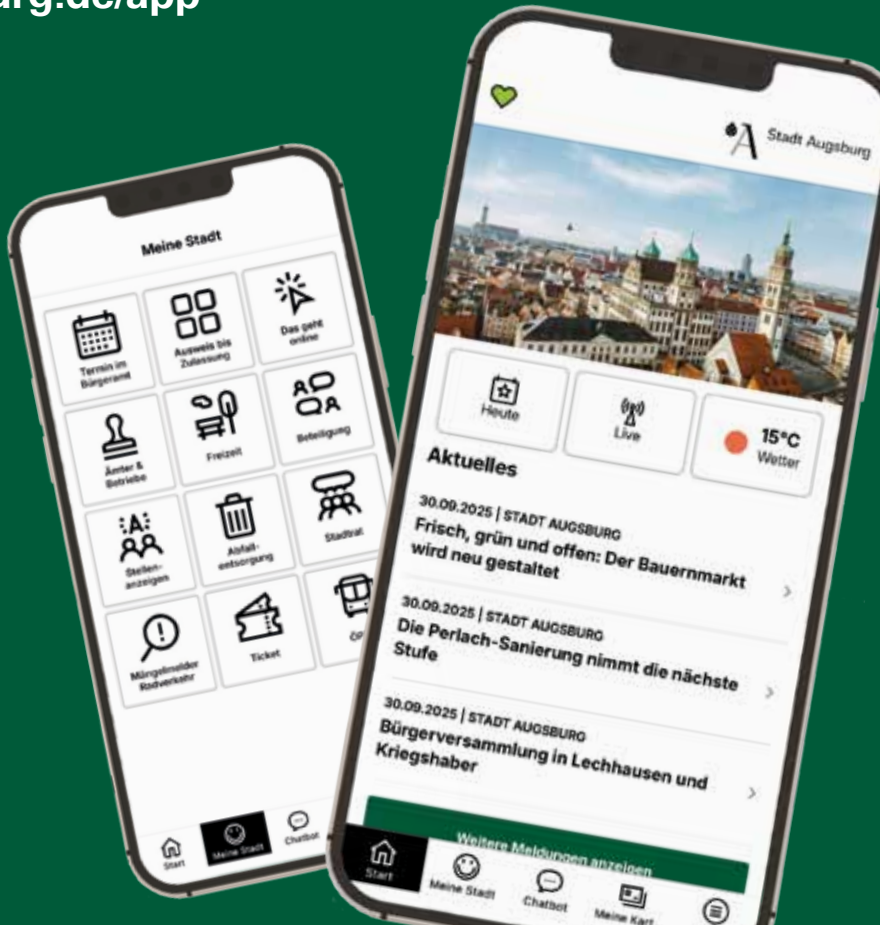 urg.de/app
Meine Stadt
Termin im
Bürgeramt
Ausweis bis
Zulassung
Das geht
online
Ämter &
Betriebe
Freizeit
Beteiligung
:A:
Stellen-
anzeigen
Abfall-
entsorgung
Stadtrat
Mängelmelder
Radverkehr
Ticket
Start
Meine Stadt
Chatbot
A Stadt Augsburg
Heute
Live
15°C
Wetter
Aktuelles
30.09.2025 | STADT AUGSBURG
Frisch, grün und offen: Der Bauernmarkt
wird neu gestaltet
30.09.2025 | STADT AUGSBURG
Die Perlach-Sanierung nimmt die nächste
Stufe
30.09.2025 | STADT AUGSBURG
Bürgerversammlung in Lechhausen und
Kriegshaber
Weitere Meldungen anzeigen
Start
Meine Stadt
Chatbot
Meine Kart